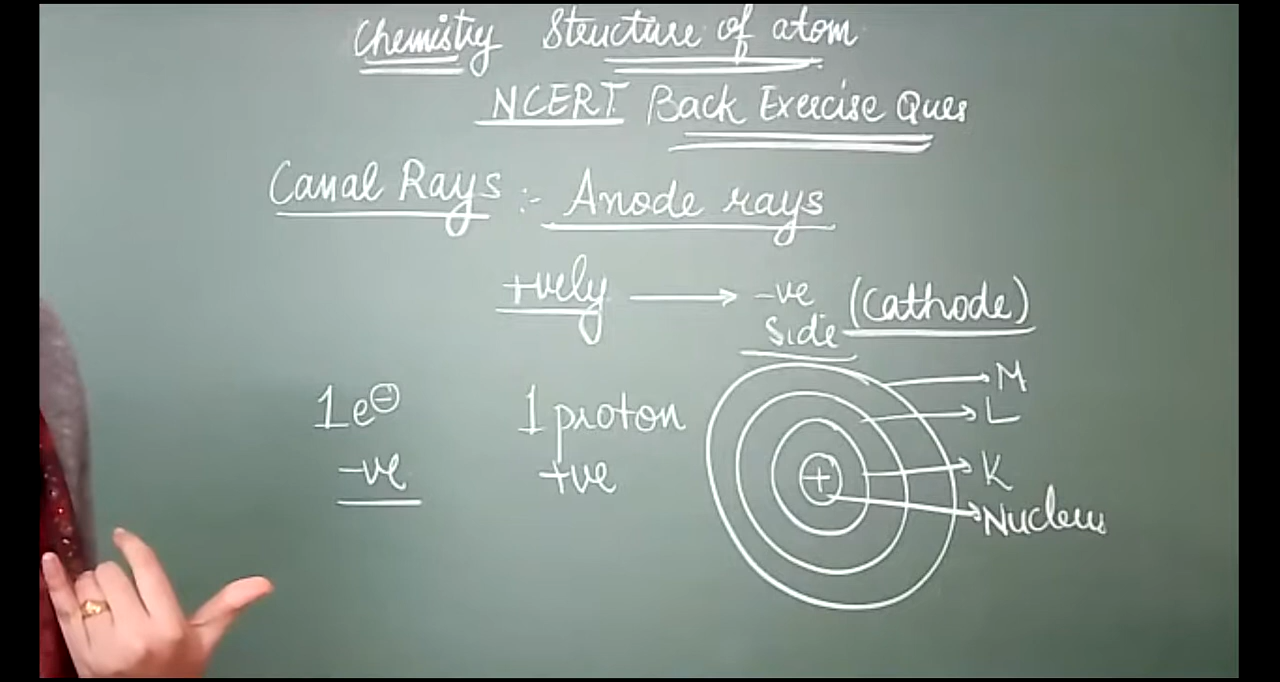 Chemistry Structure of atom
NCERT Back Exercise Ques
Canal Rays :- Anode rays
+vely → -ve (Cathode)
Side
1e⊖ 1 proton
-ve +ve
+
M
L
K
Nucleus